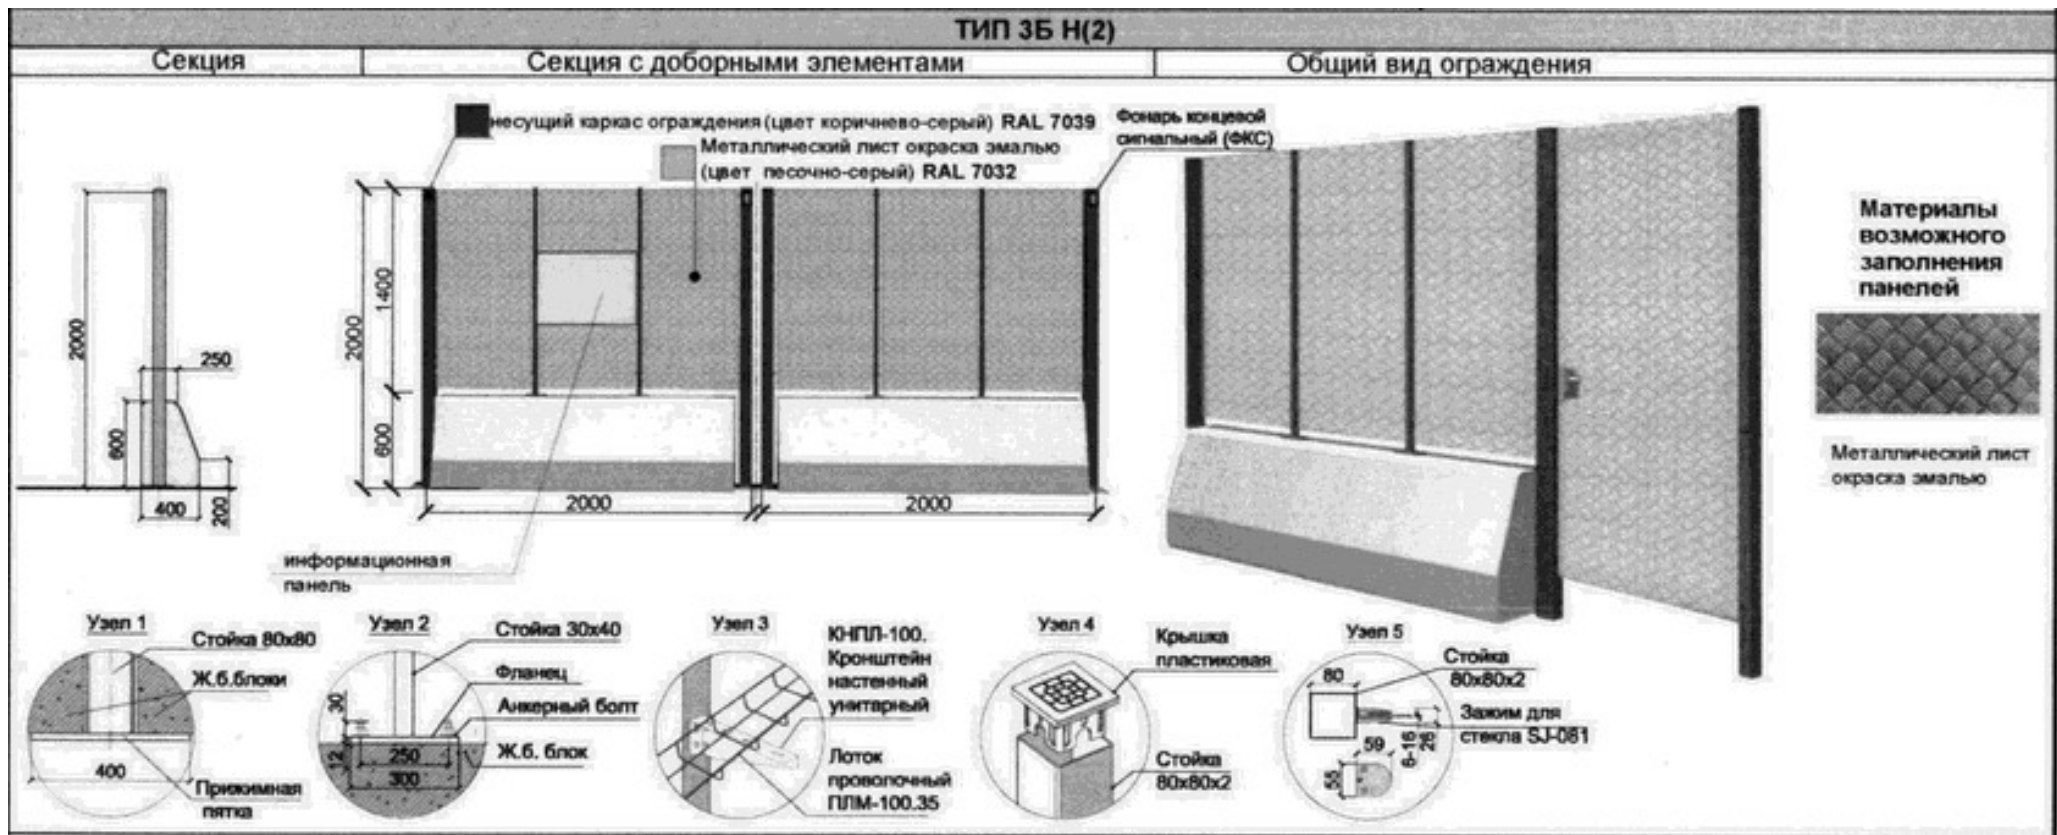 ТИП 3Б Н(2)
Секция
Секция с доборными элементами
Общий вид ограждения
2000
250
600
400
200
несущий каркас ограждения (цвет коричнево-серый) RAL 7039
Металлический лист окраска эмалью
(цвет песочно-серый) RAL 7032
Фонарь концевой
сигнальный (ФКС)
2000
1400
600
2000
2000
информационная
панель
Материалы
возможного
заполнения
панелей
Металлический лист
окраска эмалью
Узел 1
Стойка 80х80
Ж.б.блоки
400
Прижимная
пятка
Узел 2
Стойка 30х40
Фланец
Анкерный болт
Ж.б. блок
30
12
250
300
Узел 3
КНПЛ-100.
Кронштейн
настенный
унитарный
Лоток
проволочный
ПЛМ-100.35
Узел 4
Крышка
пластиковая
Стойка
80х80х2
Узел 5
80
Стойка
80х80х2
Зажим для
стекла SJ-081
59
6-16
26
55